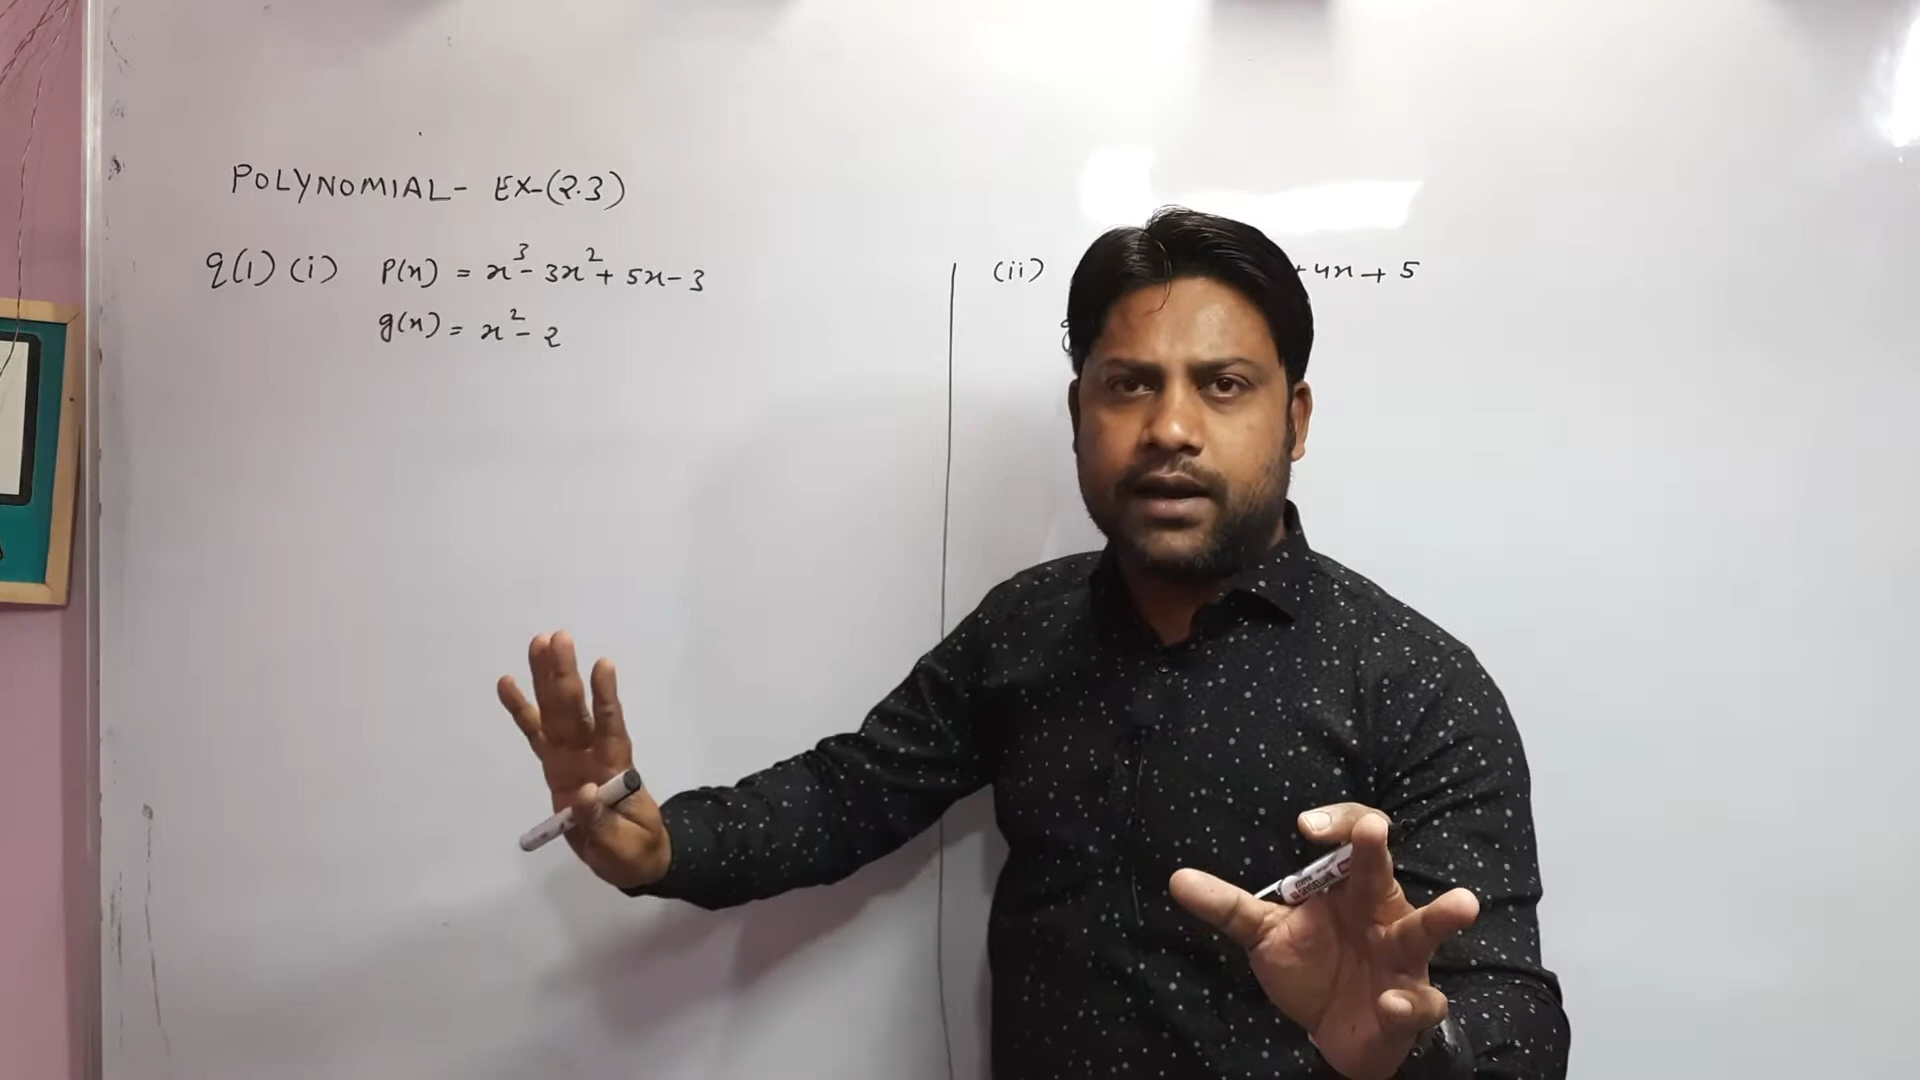 POLYNOMIAL - EX-(2.3)
q(1) (i) P(x) = x³ - 3x² + 5x - 3
g(x) = x² - 2
(ii) + 4x + 5